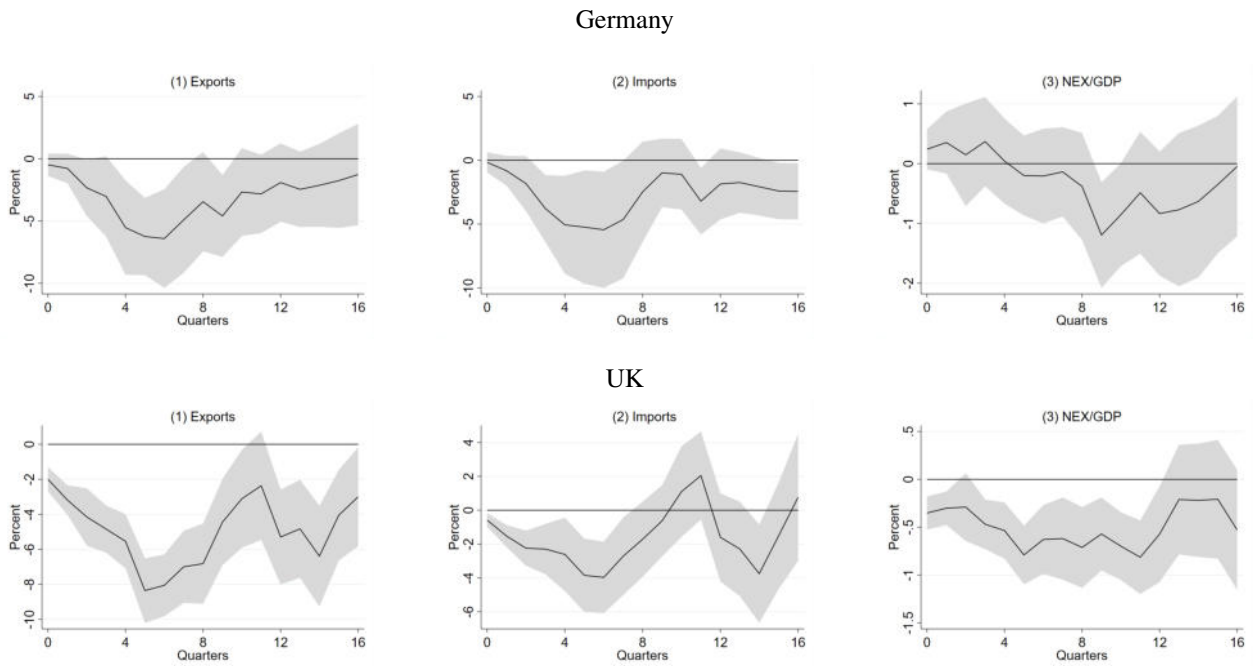 Germany
(1) Exports
5
0
-5
-10
Percent
0 4 8 12 16
Quarters
(2) Imports
5
0
-5
-10
Percent
0 4 8 12 16
Quarters
(3) NEX/GDP
1
0
-1
-2
Percent
0 4 8 12 16
Quarters
UK
(1) Exports
0
-2
-4
-6
-8
-10
Percent
0 4 8 12 16
Quarters
(2) Imports
4
2
0
-2
-4
-6
Percent
0 4 8 12 16
Quarters
(3) NEX/GDP
.5
0
-.5
-1
-1.5
Percent
0 4 8 12 16
Quarters